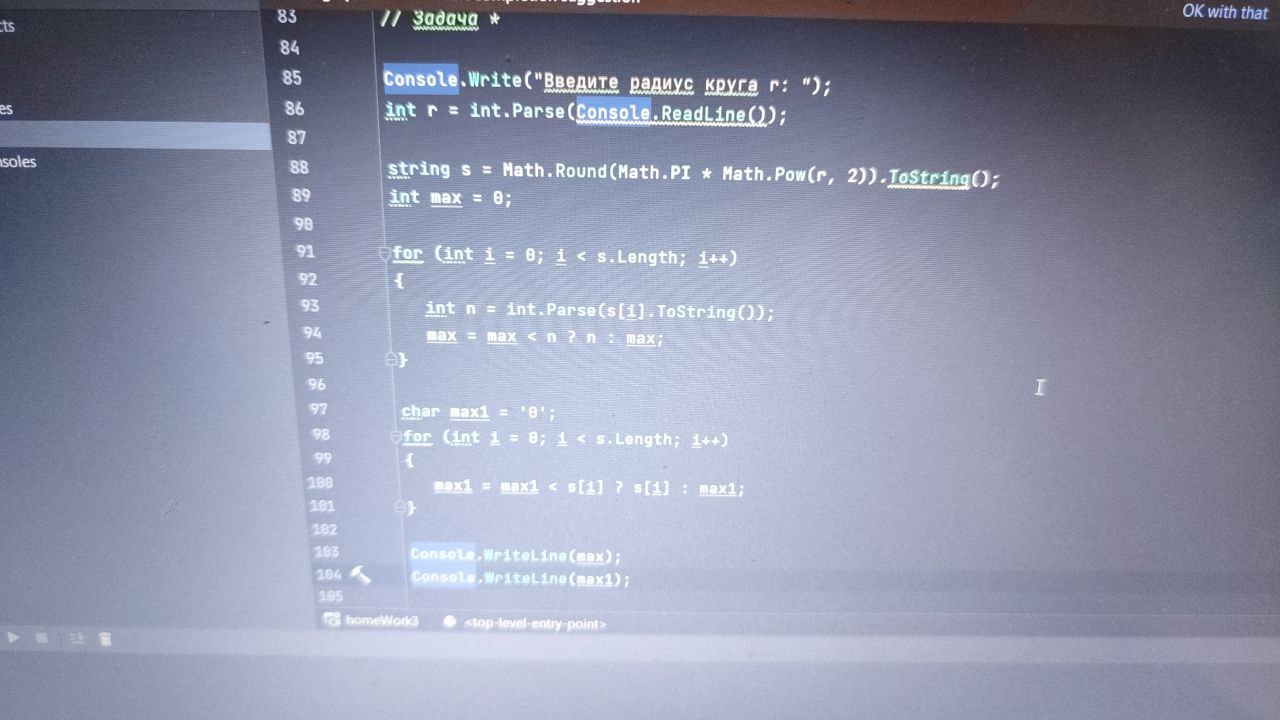 OK with that
83 // Задача *
84
85 Console.Write("Введите радиус круга r: ");
86 int r = int.Parse(Console.ReadLine());
87
88 string s = Math.Round(Math.PI * Math.Pow(r, 2)).ToString();
89 int max = 0;
90
91 for (int i = 0; i < s.Length; i++)
92 {
93 int n = int.Parse(s[i].ToString());
94 max = max < n ? n : max;
95 }
96
97 char max1 = '0';
98 for (int i = 0; i < s.Length; i++)
99 {
100 max1 = max1 < s[i] ? s[i] : max1;
101 }
102
103 Console.WriteLine(max);
104 Console.WriteLine(max1);
105
homeWork3 <top-level-entry-point>